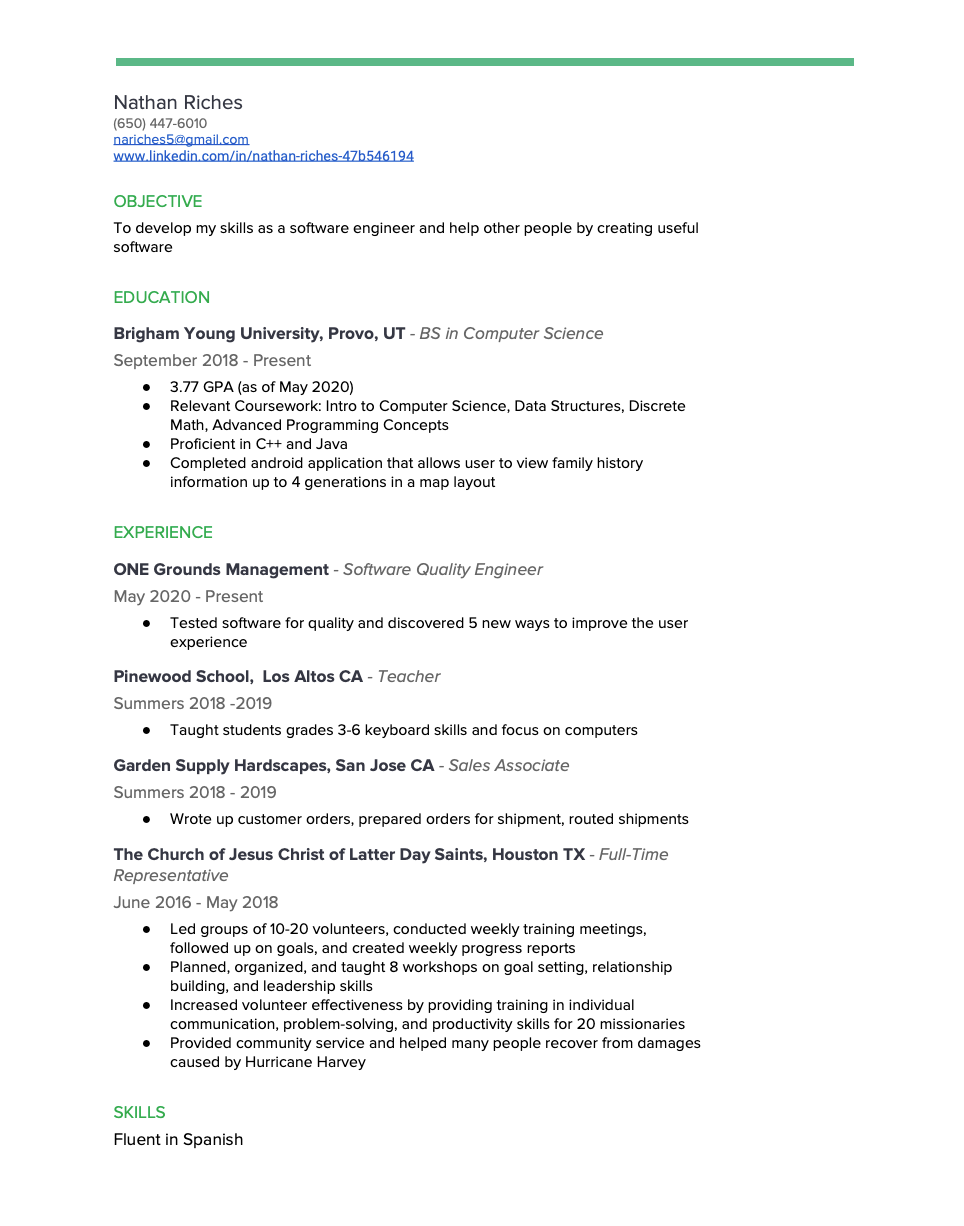 Nathan Riches
(650) 447-6010
nariches5@gmail.com
www.linkedin.com/in/nathan-riches-47b546194
OBJECTIVE
To develop my skills as a software engineer and help other people by creating useful
software
EDUCATION
Brigham Young University, Provo, UT - BS in Computer Science
September 2018 - Present
● 3.77 GPA (as of May 2020)
● Relevant Coursework: Intro to Computer Science, Data Structures, Discrete
Math, Advanced Programming Concepts
● Proficient in C++ and Java
● Completed android application that allows user to view family history
information up to 4 generations in a map layout
EXPERIENCE
ONE Grounds Management - Software Quality Engineer
May 2020 - Present
● Tested software for quality and discovered 5 new ways to improve the user
experience
Pinewood School,  Los Altos CA - Teacher
Summers 2018 -2019
● Taught students grades 3-6 keyboard skills and focus on computers
Garden Supply Hardscapes, San Jose CA - Sales Associate
Summers 2018 - 2019
● Wrote up customer orders, prepared orders for shipment, routed shipments
The Church of Jesus Christ of Latter Day Saints, Houston TX - Full-Time
Representative
June 2016 - May 2018
● Led groups of 10-20 volunteers, conducted weekly training meetings,
followed up on goals, and created weekly progress reports
● Planned, organized, and taught 8 workshops on goal setting, relationship
building, and leadership skills
● Increased volunteer effectiveness by providing training in individual
communication, problem-solving, and productivity skills for 20 missionaries
● Provided community service and helped many people recover from damages
caused by Hurricane Harvey
SKILLS
Fluent in Spanish